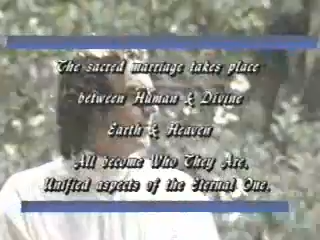 The sacred marriage takes place
between Human & Divine
Earth & Heaven
All become Who They Are,
Unified aspects of the Eternal One.